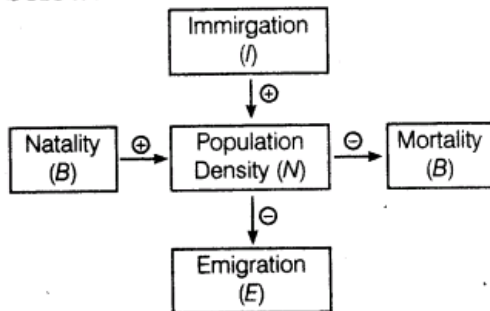 Immirgation
(I)
⊕
Natality
(B)
⊕
Population
Density (N)
⊖
Mortality
(B)
⊖
Emigration
(E)